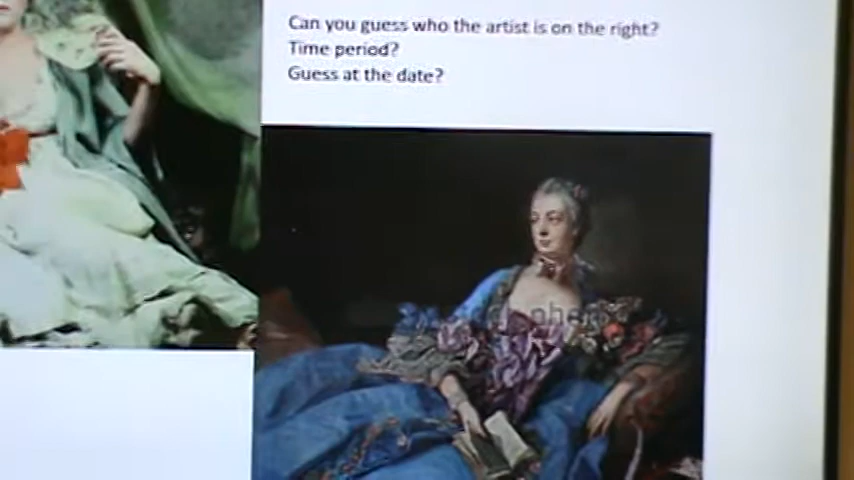 Can you guess who the artist is on the right?
Time period?
Guess at the date?